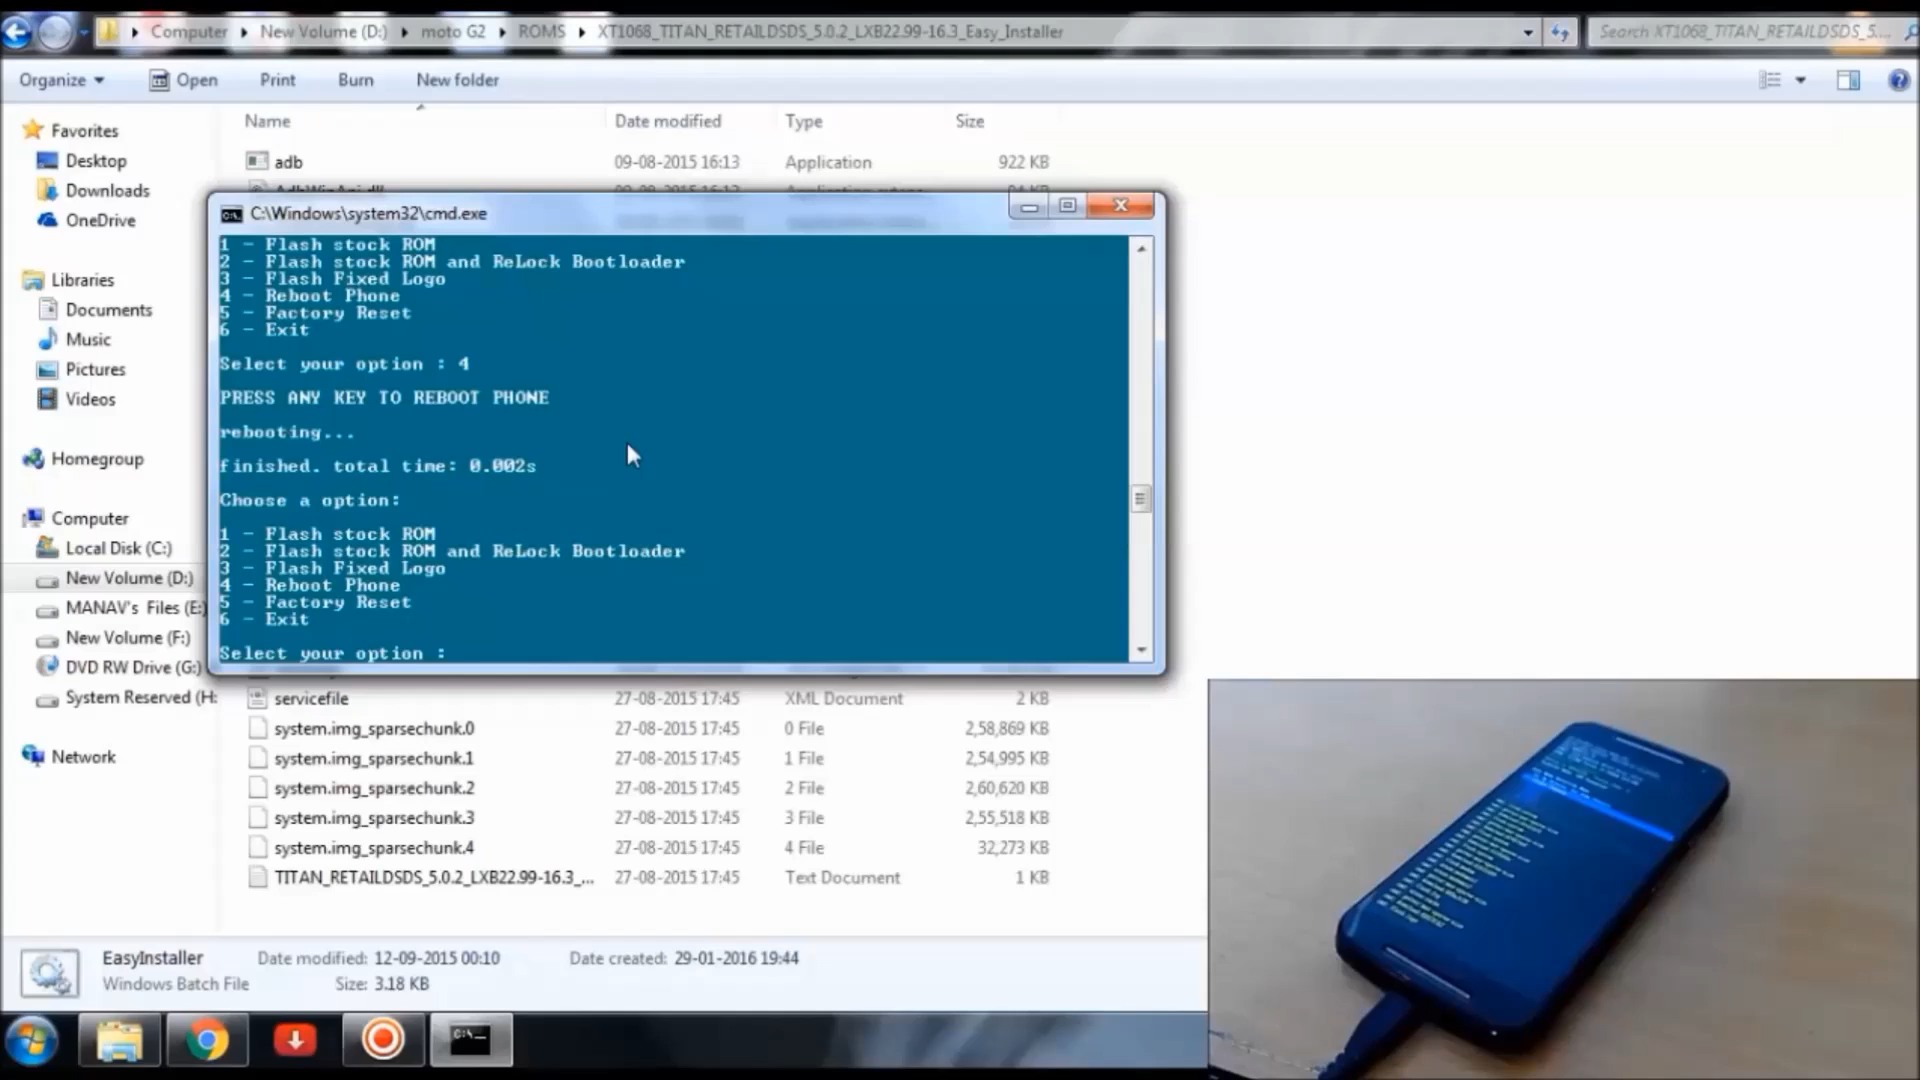 Computer New Volume (D:) moto G2 ROMS XT1068_TITAN_RETAILDSDS_5.0.2_LXB22.99-16.3_Easy_Installer
Search XT1068_TITAN_RETAILDSDS_5....
Organize Open Print Burn New folder
Name Date modified Type Size
Favorites
Desktop
Downloads
OneDrive
Libraries
Documents
Music
Pictures
Videos
Homegroup
Computer
Local Disk (C:)
New Volume (D:)
MANAV's Files (E:
New Volume (F:)
DVD RW Drive (G:)
System Reserved (H:
Network
adb 09-08-2015 16:13 Application 922 KB
C:\Windows\system32\cmd.exe
1 - Flash stock ROM
2 - Flash stock ROM and ReLock Bootloader
3 - Flash Fixed Logo
4 - Reboot Phone
5 - Factory Reset
6 - Exit
Select your option : 4
PRESS ANY KEY TO REBOOT PHONE
rebooting...
finished. total time: 0.002s
Choose a option:
1 - Flash stock ROM
2 - Flash stock ROM and ReLock Bootloader
3 - Flash Fixed Logo
4 - Reboot Phone
5 - Factory Reset
6 - Exit
Select your option :
servicefile 27-08-2015 17:45 XML Document 2 KB
system.img_sparsechunk.0 27-08-2015 17:45 0 File 2,58,869 KB
system.img_sparsechunk.1 27-08-2015 17:45 1 File 2,54,995 KB
system.img_sparsechunk.2 27-08-2015 17:45 2 File 2,60,620 KB
system.img_sparsechunk.3 27-08-2015 17:45 3 File 2,55,518 KB
system.img_sparsechunk.4 27-08-2015 17:45 4 File 32,273 KB
TITAN_RETAILDSDS_5.0.2_LXB22.99-16.3_... 27-08-2015 17:45 Text Document 1 KB
EasyInstaller Date modified: 12-09-2015 00:10 Date created: 29-01-2016 19:44
Windows Batch File Size: 3.18 KB